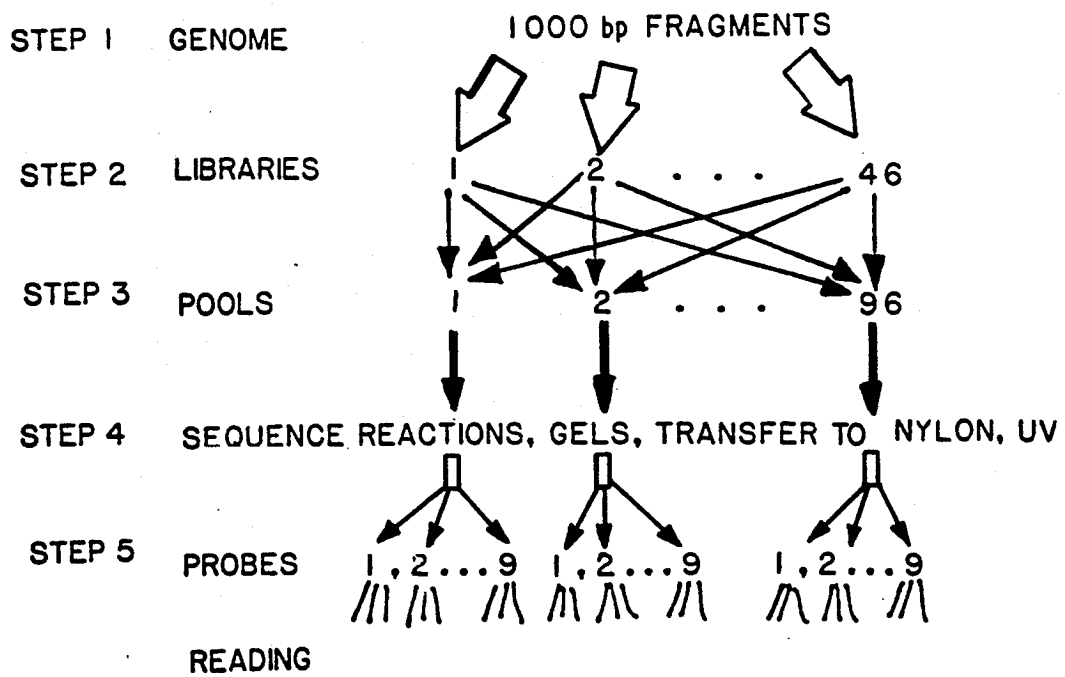 STEP 1 GENOME 1000 bp FRAGMENTS
STEP 2 LIBRARIES 1 2 . . . 46
STEP 3 POOLS 1 2 . . . 96
STEP 4 SEQUENCE REACTIONS, GELS, TRANSFER TO NYLON, UV
STEP 5 PROBES 1,2...9 1,2...9 1,2...9
READING